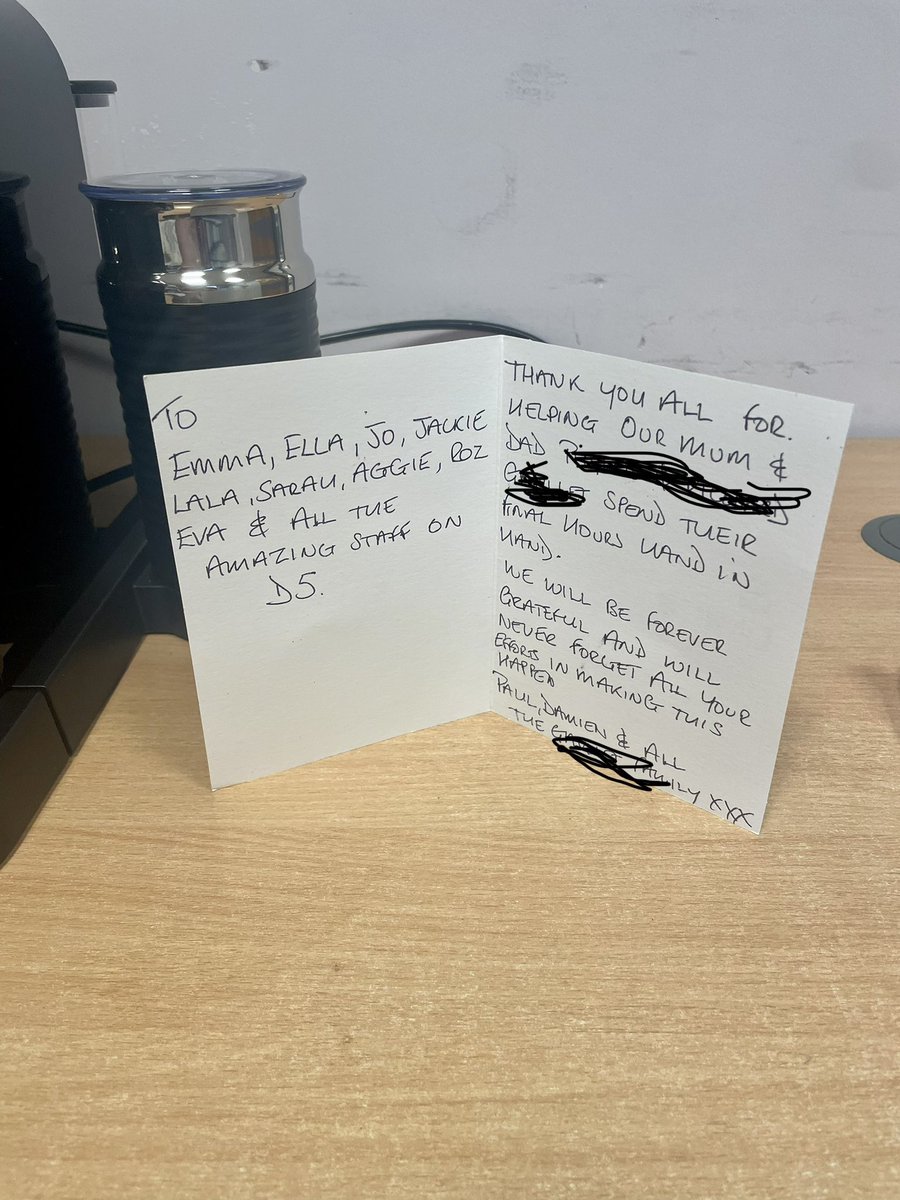 TO
EMMA, ELLA, JO, JACKIE
LALA, SARAH, AGGIE, ROZ
EVA & ALL THE
AMAZING STAFF ON
D5.
THANK YOU ALL FOR..
HELPING OUR MUM &
DAD
SPEND THEIR
FINAL HOURS HAND IN
HAND.
WE WILL BE FOREVER
GRATEFUL AND WILL
NEVER FORGET ALL YOUR
EFFORTS IN MAKING THIS
HAPPEN
PAUL, DAMIEN & ALL
THE FAMILY XXX